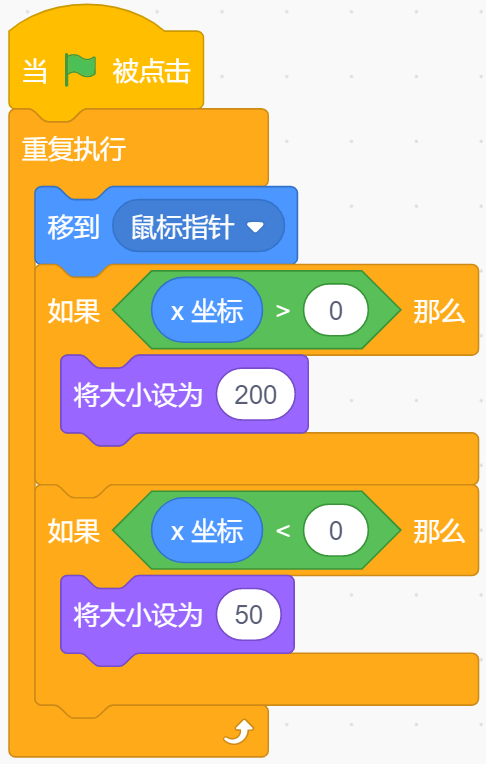 当 被点击
重复执行
移到 鼠标指针
如果 x 坐标 > 0 那么
将大小设为 200
如果 x 坐标 < 0 那么
将大小设为 50